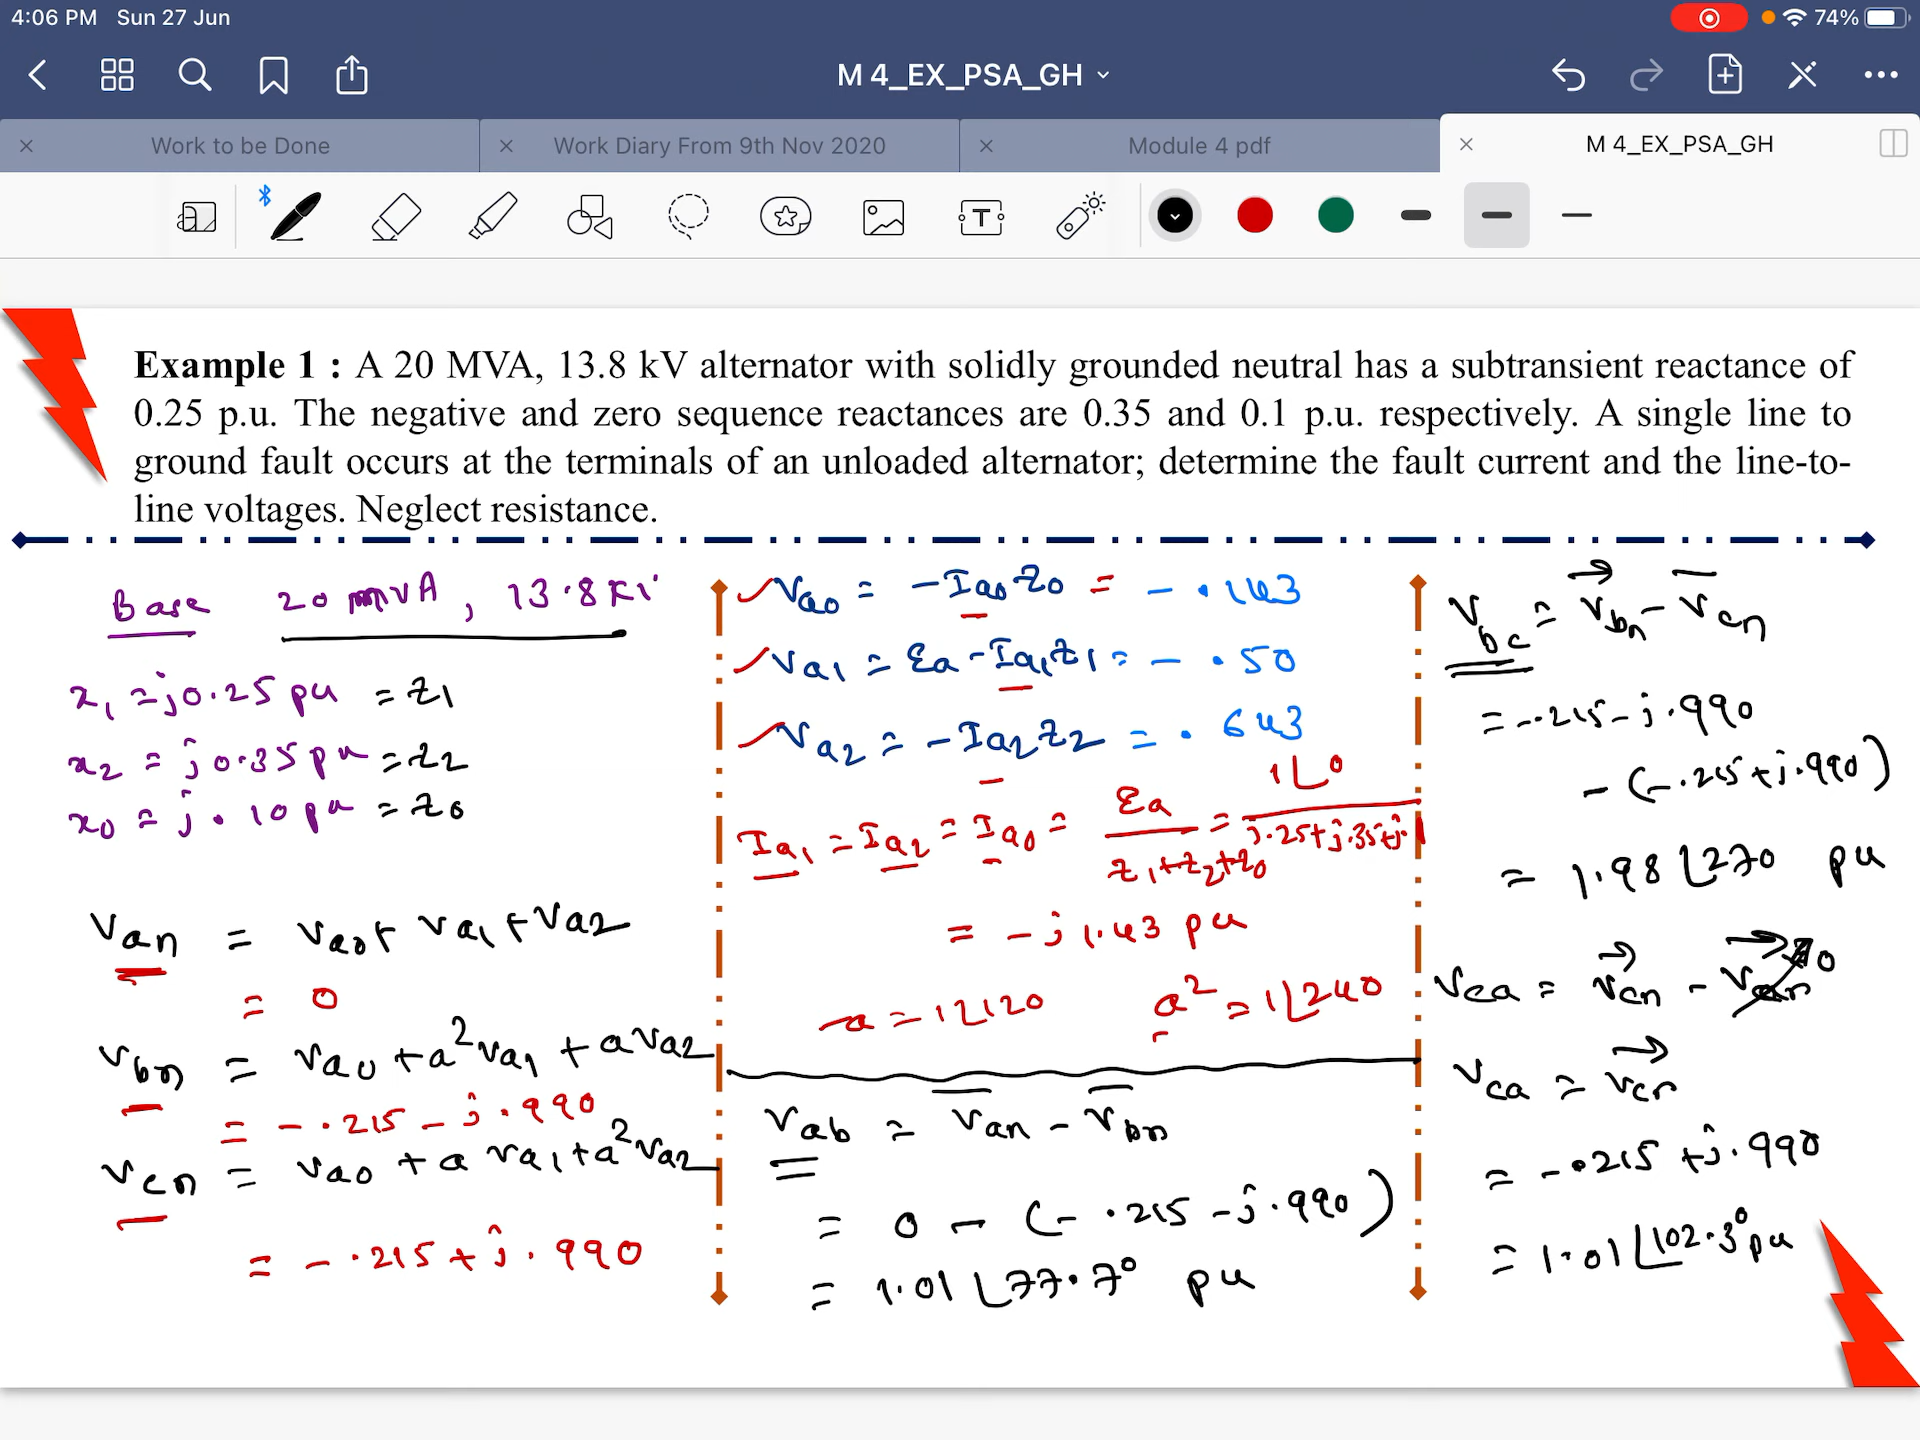 4:06 PM Sun 27 Jun
74%
M 4_EX_PSA_GH
Work to be Done
Work Diary From 9th Nov 2020
Module 4 pdf
M 4_EX_PSA_GH
Example 1 : A 20 MVA, 13.8 kV alternator with solidly grounded neutral has a subtransient reactance of
0.25 p.u. The negative and zero sequence reactances are 0.35 and 0.1 p.u. respectively. A single line to
ground fault occurs at the terminals of an unloaded alternator; determine the fault current and the line-to-
line voltages. Neglect resistance.
Base 20 mVA, 13.8 KV
x1 = j0.25 pu = Z1
x2 = j0.35 pu = Z2
x0 = j.10 pu = Z0
Van = Va0 + Va1 + Va2
= 0
Vbn = Va0 + a²Va1 + aVa2
= -.215 - j.990
Vcn = Va0 + a Va1 + a²Va2
= -.215 + j.990
Va0 = -Ia0 Z0 = -.143
Va1 = Ea - Ia1 Z1 = -.50
Va2 = -Ia2 Z2 = .643
Ia1 = Ia2 = Ia0 = Ea / Z1+Z2+Z0 = 1∠0 / j.25+j.35+j.1
= -j1.43 pu
a = 1∠120 a² = 1∠240
Vab = Van - Vbn
= 0 - (-.215 - j.990)
= 1.01 ∠77.7° pu
Vbc = Vbn - Vcn
= -.215 - j.990
- (-.215 + j.990)
= 1.98 ∠270 pu
Vca = Vcn - Van 0
Vca = Vcn
= -.215 + j.990
= 1.01 ∠102.3° pu